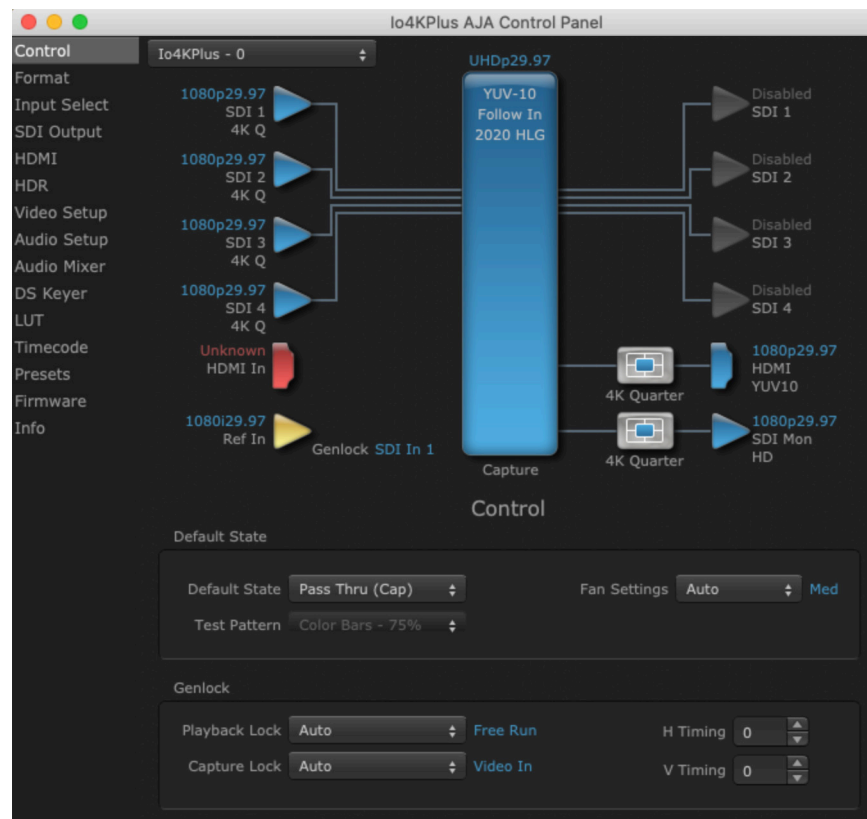 Io4KPlus AJA Control Panel
Control
Format
Input Select
SDI Output
HDMI
HDR
Video Setup
Audio Setup
Audio Mixer
DS Keyer
LUT
Timecode
Presets
Firmware
Info
Io4KPlus - 0
1080p29.97
SDI 1
4K Q
1080p29.97
SDI 2
4K Q
1080p29.97
SDI 3
4K Q
1080p29.97
SDI 4
4K Q
Unknown
HDMI In
1080i29.97
Ref In
Genlock SDI In 1
UHDp29.97
YUV-10
Follow In
2020 HLG
Capture
Disabled
SDI 1
Disabled
SDI 2
Disabled
SDI 3
Disabled
SDI 4
4K Quarter
1080p29.97
HDMI
YUV10
4K Quarter
1080p29.97
SDI Mon
HD
Control
Default State
Default State Pass Thru (Cap)
Fan Settings Auto Med
Test Pattern Color Bars - 75%
Genlock
Playback Lock Auto Free Run
H Timing 0
Capture Lock Auto Video In
V Timing 0